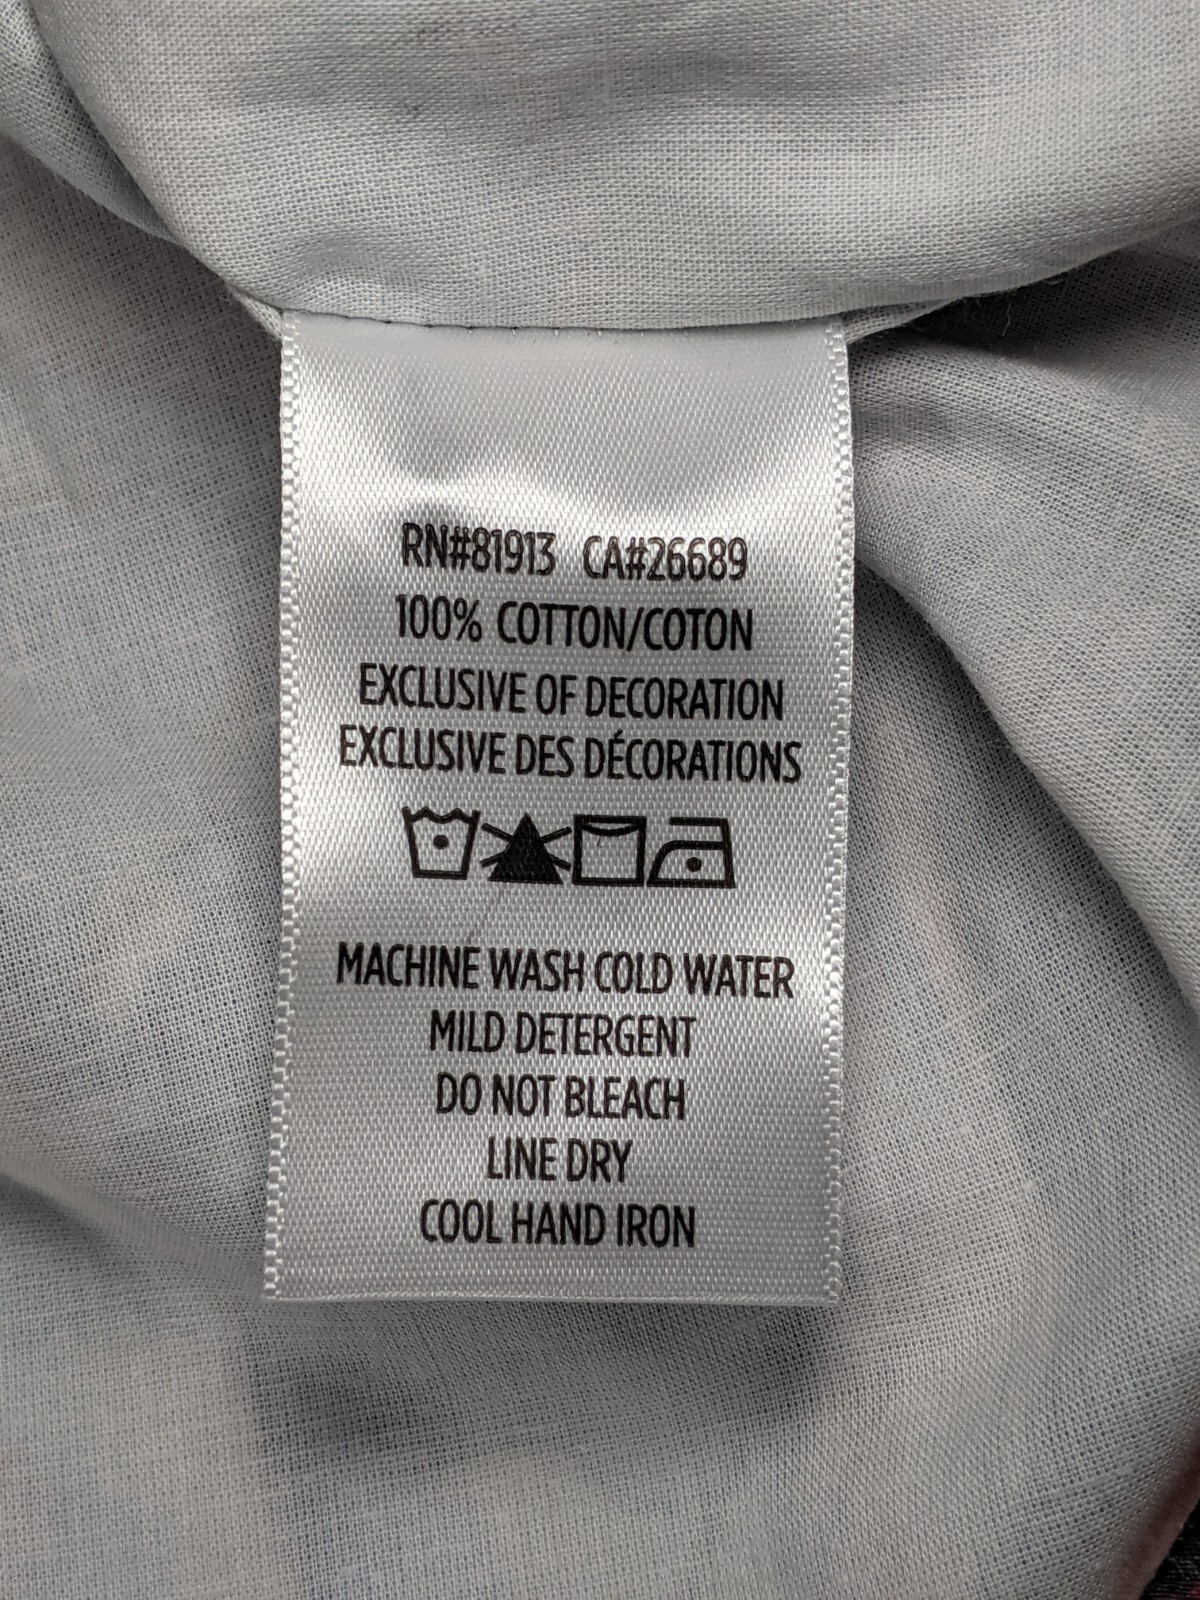 RN#81913 CA#26689
100% COTTON/COTON
EXCLUSIVE OF DECORATION
EXCLUSIVE DES DÉCORATIONS
MACHINE WASH COLD WATER
MILD DETERGENT
DO NOT BLEACH
LINE DRY
COOL HAND IRON